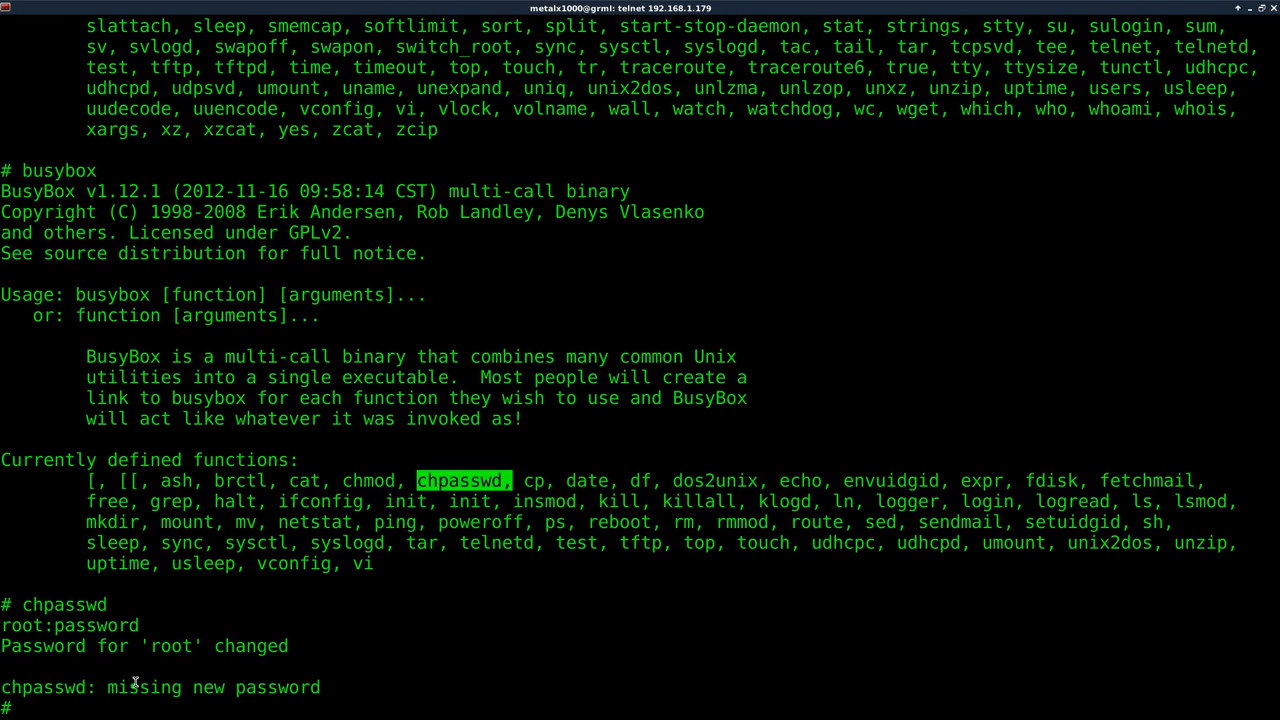 metalx1000@grml: telnet 192.168.1.179
slattach, sleep, smemcap, softlimit, sort, split, start-stop-daemon, stat, strings, stty, su, sulogin, sum,
sv, svlogd, swapoff, swapon, switch_root, sync, sysctl, syslogd, tac, tail, tar, tcpsvd, tee, telnet, telnetd,
test, tftp, tftpd, time, timeout, top, touch, tr, traceroute, traceroute6, true, tty, ttysize, tunctl, udhcpc,
udhcpd, udpsvd, umount, uname, unexpand, uniq, unix2dos, unlzma, unlzop, unxz, unzip, uptime, users, usleep,
uudecode, uuencode, vconfig, vi, vlock, volname, wall, watch, watchdog, wc, wget, which, who, whoami, whois,
xargs, xz, xzcat, yes, zcat, zcip
# busybox
BusyBox v1.12.1 (2012-11-16 09:58:14 CST) multi-call binary
Copyright (C) 1998-2008 Erik Andersen, Rob Landley, Denys Vlasenko
and others. Licensed under GPLv2.
See source distribution for full notice.
Usage: busybox [function] [arguments]...
or: function [arguments]...
BusyBox is a multi-call binary that combines many common Unix
utilities into a single executable.  Most people will create a
link to busybox for each function they wish to use and BusyBox
will act like whatever it was invoked as!
Currently defined functions:
[, [[, ash, brctl, cat, chmod, chpasswd, cp, date, df, dos2unix, echo, envuidgid, expr, fdisk, fetchmail,
free, grep, halt, ifconfig, init, init, insmod, kill, killall, klogd, ln, logger, login, logread, ls, lsmod,
mkdir, mount, mv, netstat, ping, poweroff, ps, reboot, rm, rmmod, route, sed, sendmail, setuidgid, sh,
sleep, sync, sysctl, syslogd, tar, telnetd, test, tftp, top, touch, udhcpc, udhcpd, umount, unix2dos, unzip,
uptime, usleep, vconfig, vi
# chpasswd
root:password
Password for 'root' changed
chpasswd: missing new password
#